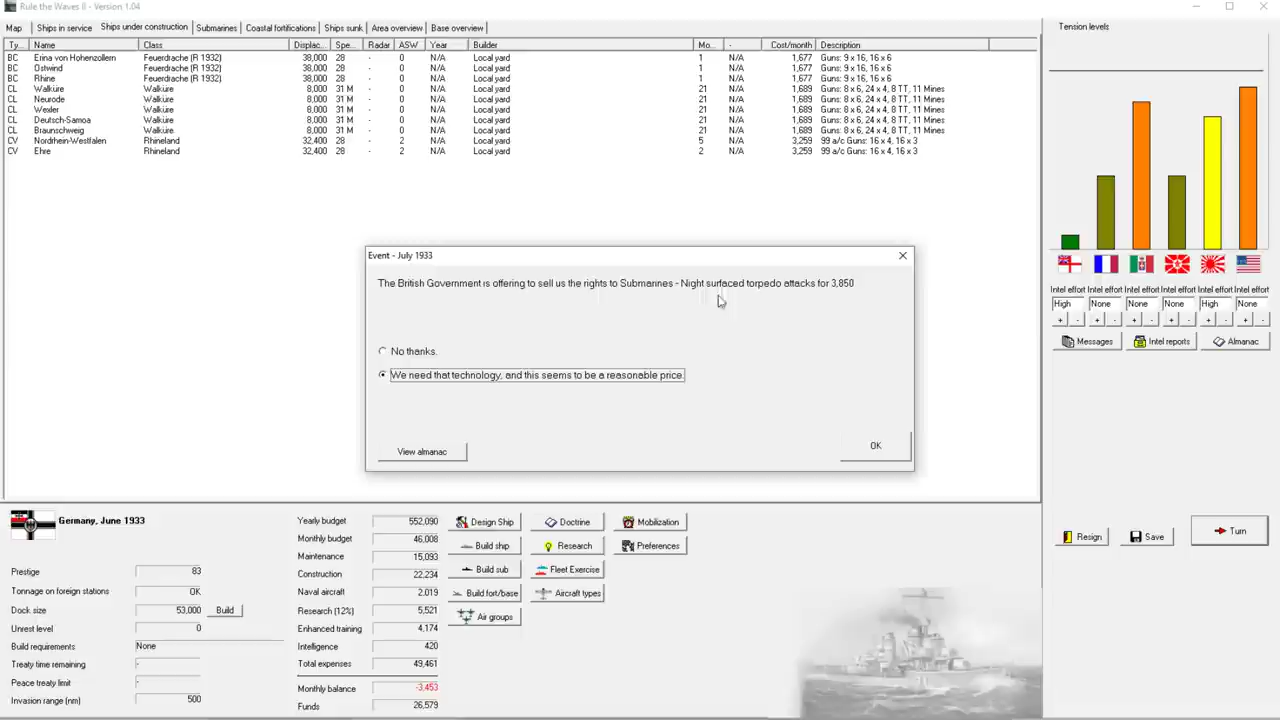 Rule the Waves II - Version 1.04
Map Ships in service Ships under construction Submarines Coastal fortifications Ships sunk Area overview Base overview
Ty... Name Class Displac... Spe... Radar ASW Year Builder Mo... - Cost/month Description
BC Erina von Hohenzollern Feuerdrache (R 1932) 38,000 28 - 0 N/A Local yard 1 N/A 1,677 Guns: 9 x 16, 16 x 6
BC Ostwind Feuerdrache (R 1932) 38,000 28 - 0 N/A Local yard 1 N/A 1,677 Guns: 9 x 16, 16 x 6
BC Rhine Feuerdrache (R 1932) 38,000 28 - 0 N/A Local yard 1 N/A 1,677 Guns: 9 x 16, 16 x 6
CL Walküre Walküre 8,000 31 M - 0 N/A Local yard 21 N/A 1,689 Guns: 8 x 6, 24 x 4, 8 TT, 11 Mines
CL Neurode Walküre 8,000 31 M - 0 N/A Local yard 21 N/A 1,689 Guns: 8 x 6, 24 x 4, 8 TT, 11 Mines
CL Wexler Walküre 8,000 31 M - 0 N/A Local yard 21 N/A 1,689 Guns: 8 x 6, 24 x 4, 8 TT, 11 Mines
CL Deutsch-Samoa Walküre 8,000 31 M - 0 N/A Local yard 21 N/A 1,689 Guns: 8 x 6, 24 x 4, 8 TT, 11 Mines
CL Braunschweig Walküre 8,000 31 M - 0 N/A Local yard 21 N/A 1,689 Guns: 8 x 6, 24 x 4, 8 TT, 11 Mines
CV Nordrhein-Westfalen Rhineland 32,400 28 - 2 N/A Local yard 5 N/A 3,259 99 a/c Guns: 16 x 4, 16 x 3
CV Ehre Rhineland 32,400 28 - 2 N/A Local yard 2 N/A 3,259 99 a/c Guns: 16 x 4, 16 x 3
Tension levels
Intel effort Intel effort Intel effort Intel effort Intel effort Intel effort
High None None None High None
+ - + - + - + - + - + -
Messages Intel reports Almanac
Event - July 1933
The British Government is offering to sell us the rights to Submarines - Night surfaced torpedo attacks for 3,850
No thanks.
We need that technology, and this seems to be a reasonable price.
View almanac OK
Germany, June 1933
Prestige 83
Tonnage on foreign stations OK
Dock size 53,000 Build
Unrest level 0
Build requirements None
Treaty time remaining -
Peace treaty limit -
Invasion range (nm) 500
Yearly budget 552,090
Monthly budget 46,008
Maintenance 15,093
Construction 22,234
Naval aircraft 2,019
Research (12%) 5,521
Enhanced training 4,174
Intelligence 420
Total expenses 49,461
Monthly balance -3,453
Funds 26,579
Design Ship Doctrine Mobilization
Build ship Research Preferences
Build sub Fleet Exercise
Build fort/base Aircraft types
Air groups
Resign Save Turn